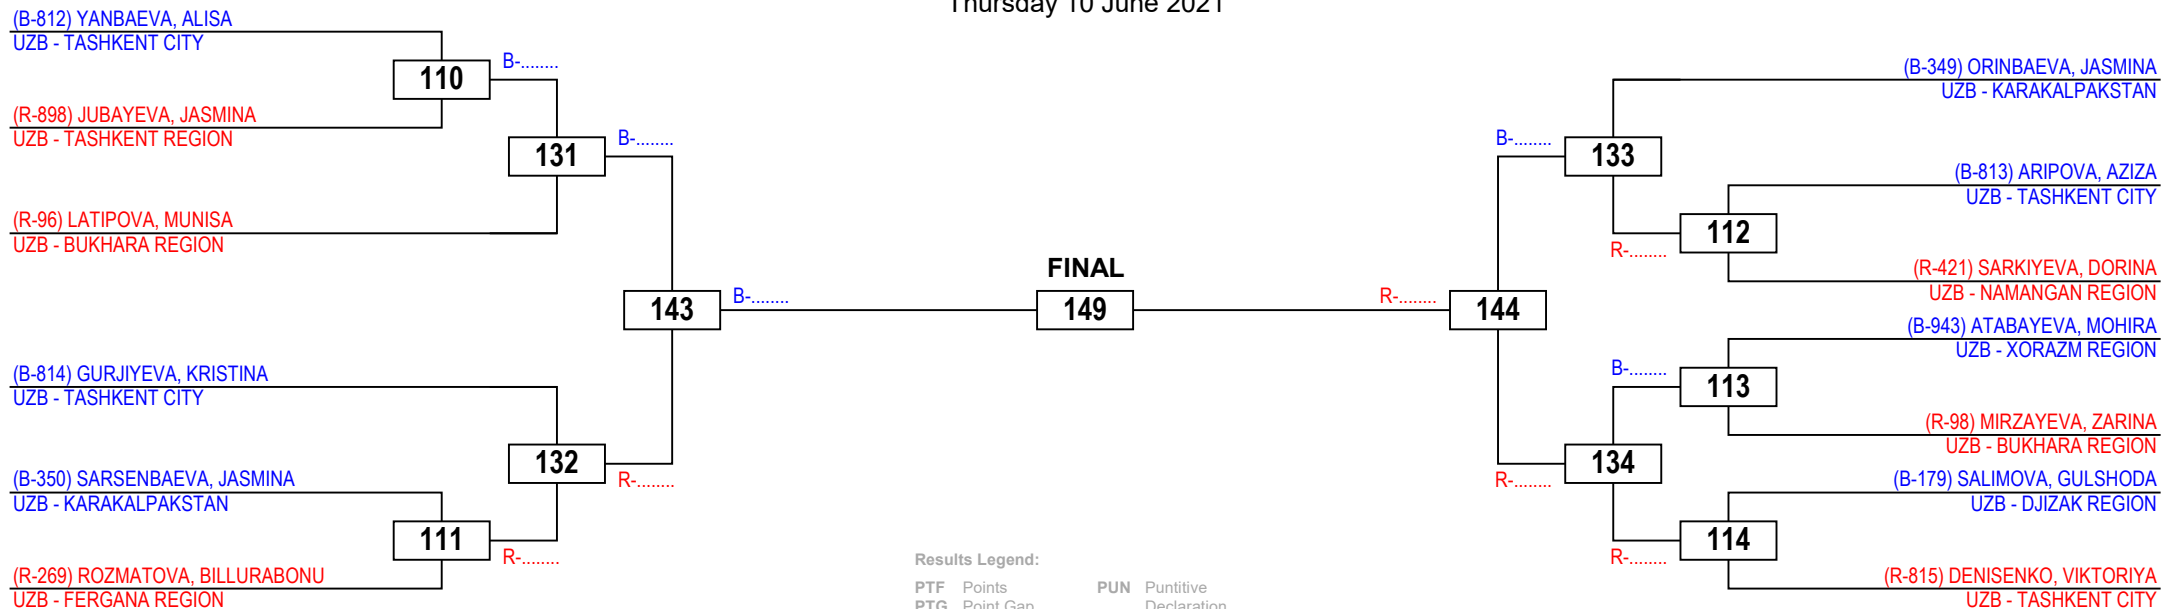 Thursday 10 June 2021
(B-812) YANBAEVA, ALISA
UZB - TASHKENT CITY
110
B-........
(R-898) JUBAYEVA, JASMINA
UZB - TASHKENT REGION
131
B-........
(R-96) LATIPOVA, MUNISA
UZB - BUKHARA REGION
143
B-........
(B-814) GURJIYEVA, KRISTINA
UZB - TASHKENT CITY
132
R-........
(B-350) SARSENBAEVA, JASMINA
UZB - KARAKALPAKSTAN
111
R-........
(R-269) ROZMATOVA, BILLURABONU
UZB - FERGANA REGION
FINAL
149
(B-349) ORINBAEVA, JASMINA
UZB - KARAKALPAKSTAN
B-........
133
(B-813) ARIPOVA, AZIZA
UZB - TASHKENT CITY
112
R-........
(R-421) SARKIYEVA, DORINA
UZB - NAMANGAN REGION
R-........
144
(B-943) ATABAYEVA, MOHIRA
UZB - XORAZM REGION
B-........
113
(R-98) MIRZAYEVA, ZARINA
UZB - BUKHARA REGION
134
R-........
(B-179) SALIMOVA, GULSHODA
UZB - DJIZAK REGION
114
R-........
(R-815) DENISENKO, VIKTORIYA
UZB - TASHKENT CITY
Results Legend:
PTF Points PUN Puntitive
PTG Point Gap Declaration